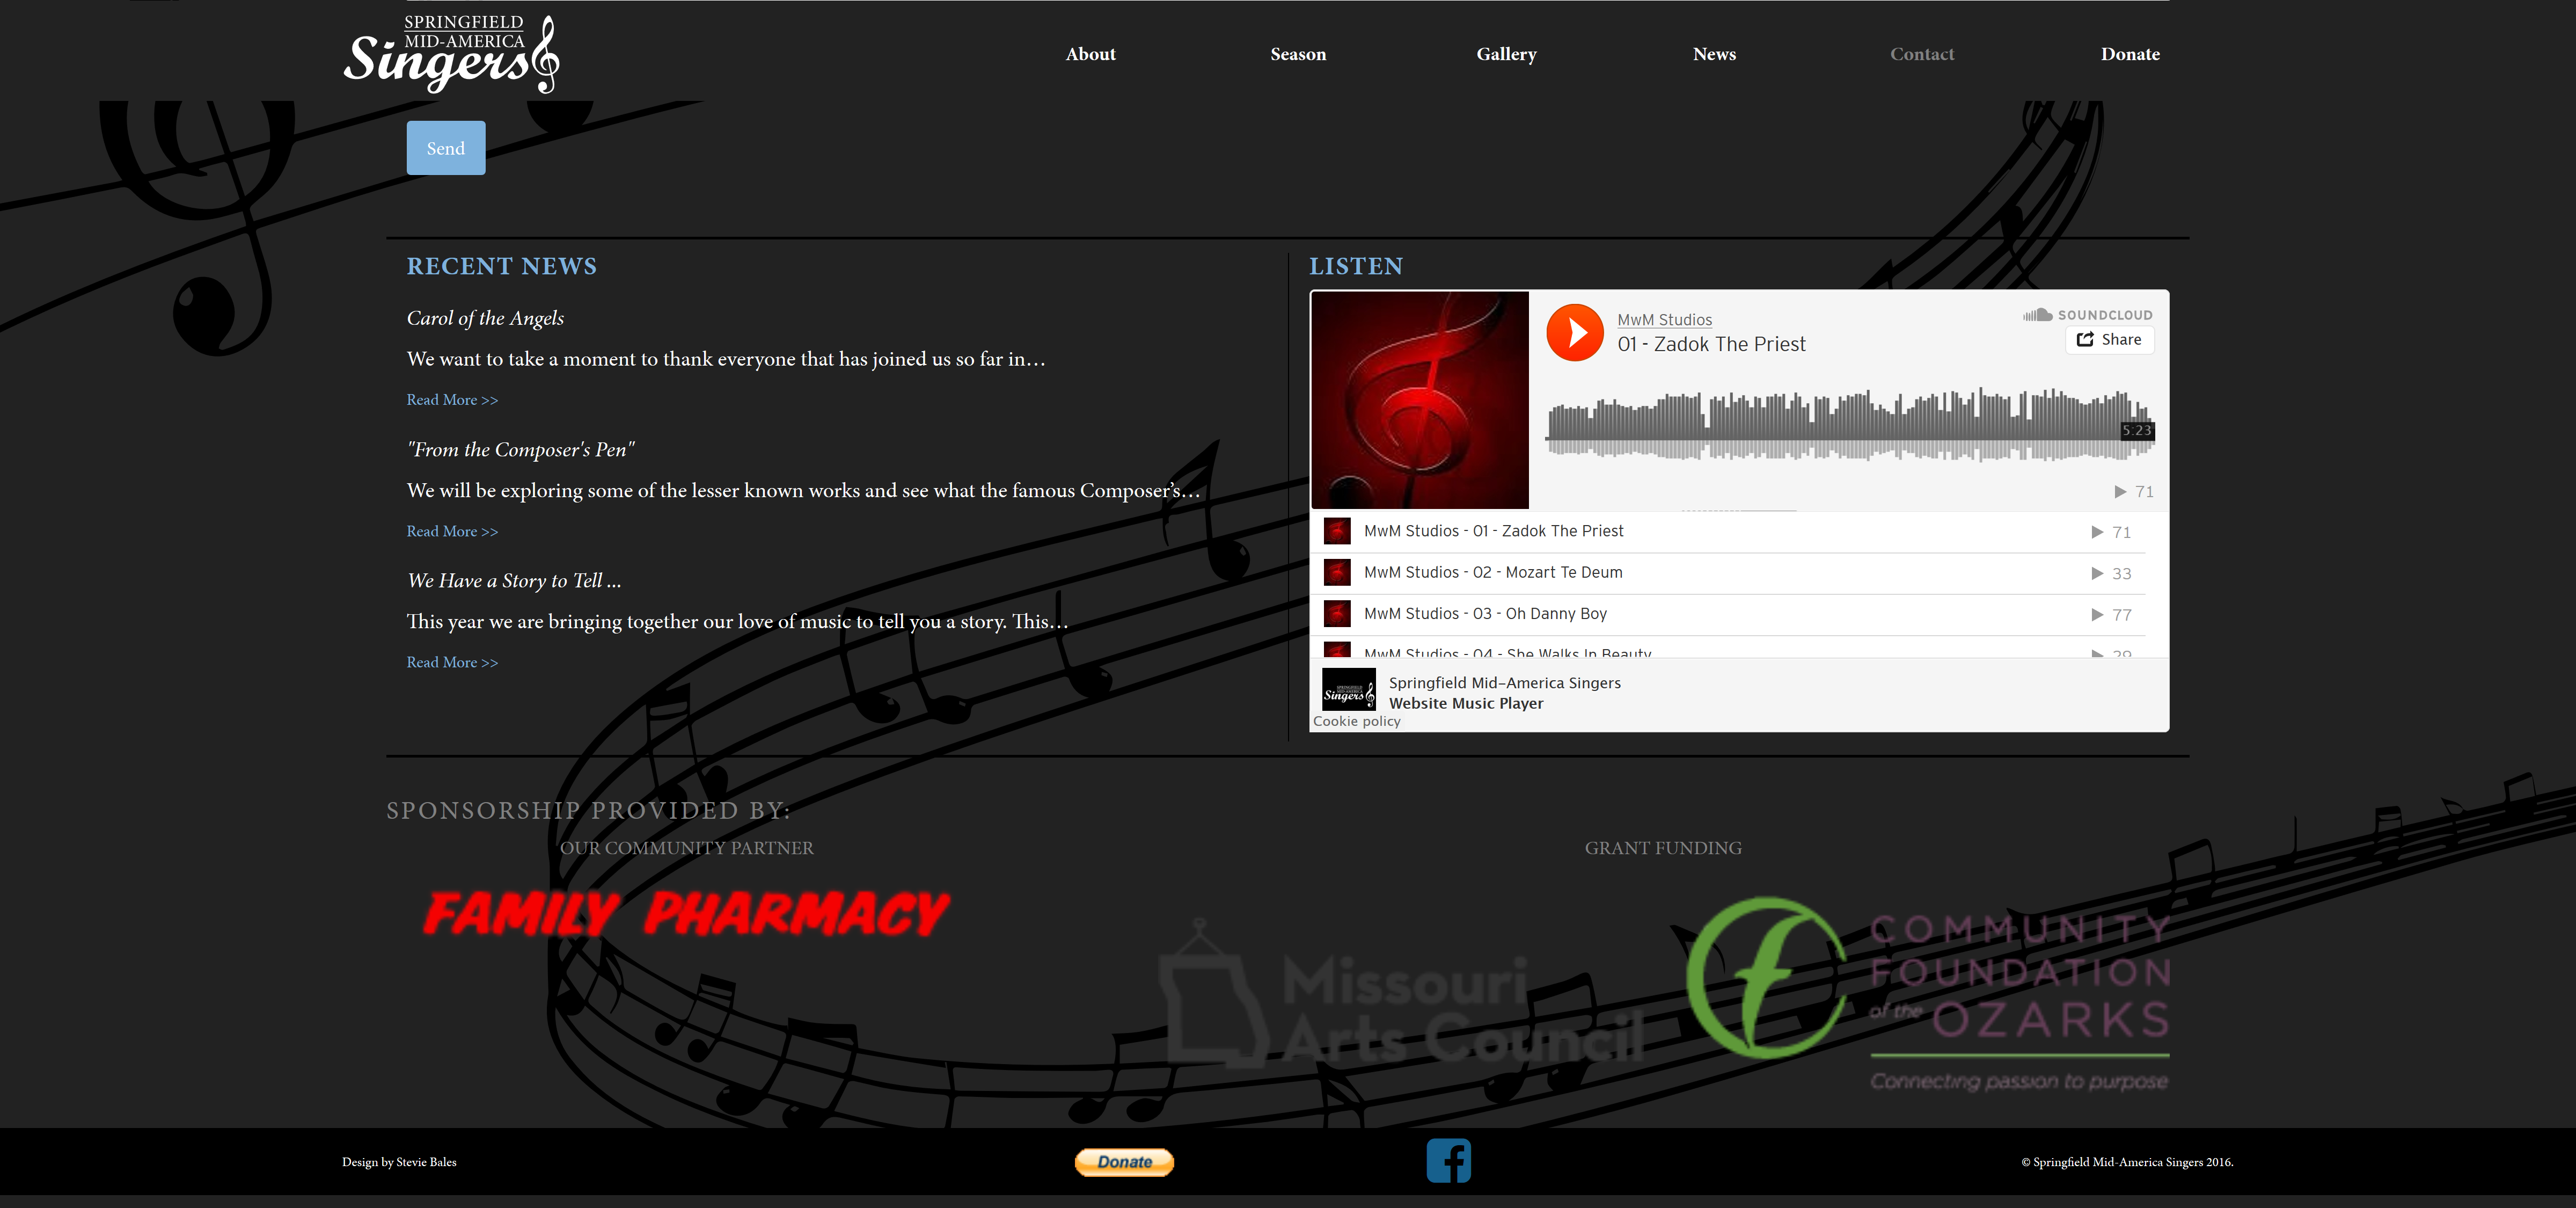 SPRINGFIELD
MID-AMERICA
Singers
About
Season
Gallery
News
Contact
Donate
Send
RECENT NEWS
Carol of the Angels
We want to take a moment to thank everyone that has joined us so far in…
Read More >>
"From the Composer's Pen"
We will be exploring some of the lesser known works and see what the famous Composer’s…
Read More >>
We Have a Story to Tell ...
This year we are bringing together our love of music to tell you a story. This…
Read More >>
LISTEN
MwM Studios
01 - Zadok The Priest
SOUNDCLOUD
Share
5:23
71
MwM Studios - 01 - Zadok The Priest
71
MwM Studios - 02 - Mozart Te Deum
33
MwM Studios - 03 - Oh Danny Boy
77
MwM Studios - 04 - She Walks In Beauty
29
SPRINGFIELD
MID-AMERICA
Singers
Springfield Mid-America Singers
Website Music Player
Cookie policy
SPONSORSHIP PROVIDED BY:
OUR COMMUNITY PARTNER
FAMILY PHARMACY
GRANT FUNDING
Missouri
Arts Council
COMMUNITY
FOUNDATION
of the OZARKS
Connecting passion to purpose
Design by Stevie Bales
Donate
© Springfield Mid-America Singers 2016.